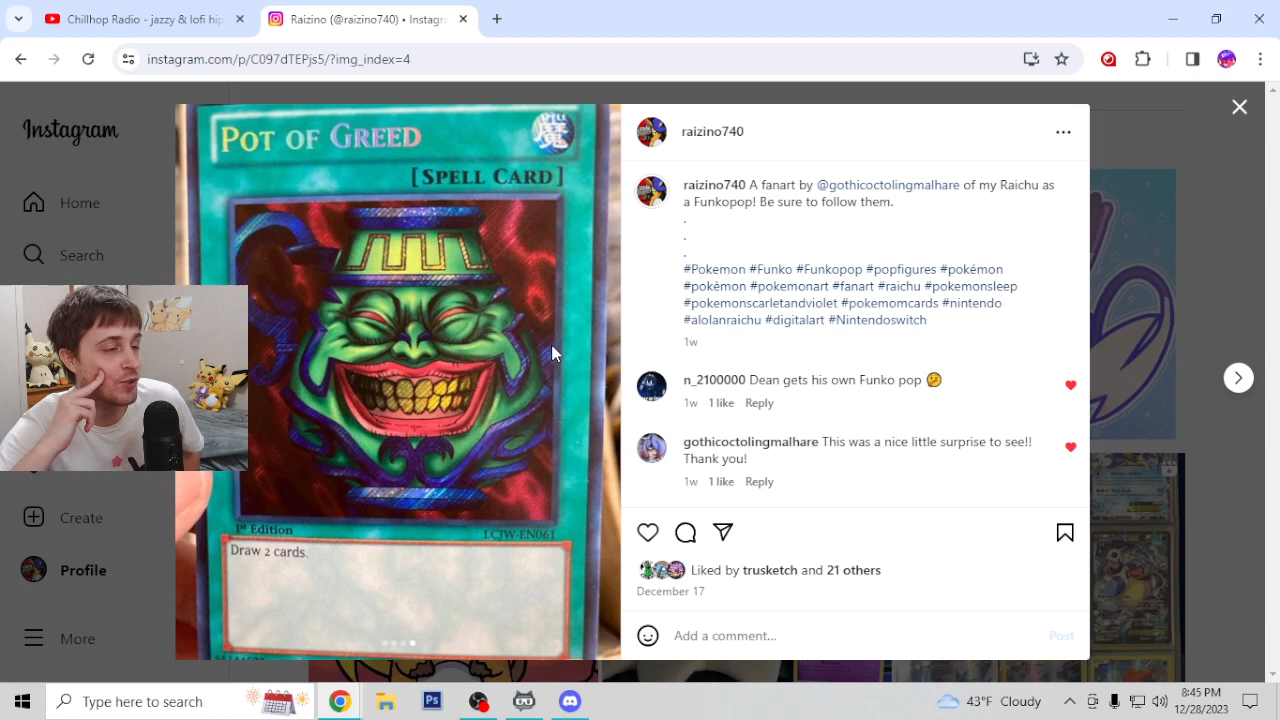 Chillhop Radio - jazzy & lofi hip
Raizino (@raizino740) • Instagra
instagram.com/p/C097dTEPjs5/?img_index=4
Instagram
Home
Search
Create
Profile
More
POT OF GREED
SPELL
魔
[SPELL CARD]
1st Edition
LCJW-EN061
Draw 2 cards.
raizino740
raizino740 A fanart by @gothicoctolingmalhare of my Raichu as
a Funkopop! Be sure to follow them.
.
.
.
#Pokemon #Funko #Funkopop #popfigures #pokémon
#pokèmon #pokemonart #fanart #raichu #pokemonsleep
#pokemonscarletandviolet #pokemomcards #nintendo
#alolanraichu #digitalart #Nintendoswitch
1w
n_2100000 Dean gets his own Funko pop 🤔
1w 1 like Reply
gothicoctolingmalhare This was a nice little surprise to see!!
Thank you!
1w 1 like Reply
Liked by trusketch and 21 others
December 17
Add a comment...
Post
Type here to search
Ps
43°F Cloudy
8:45 PM
12/28/2023